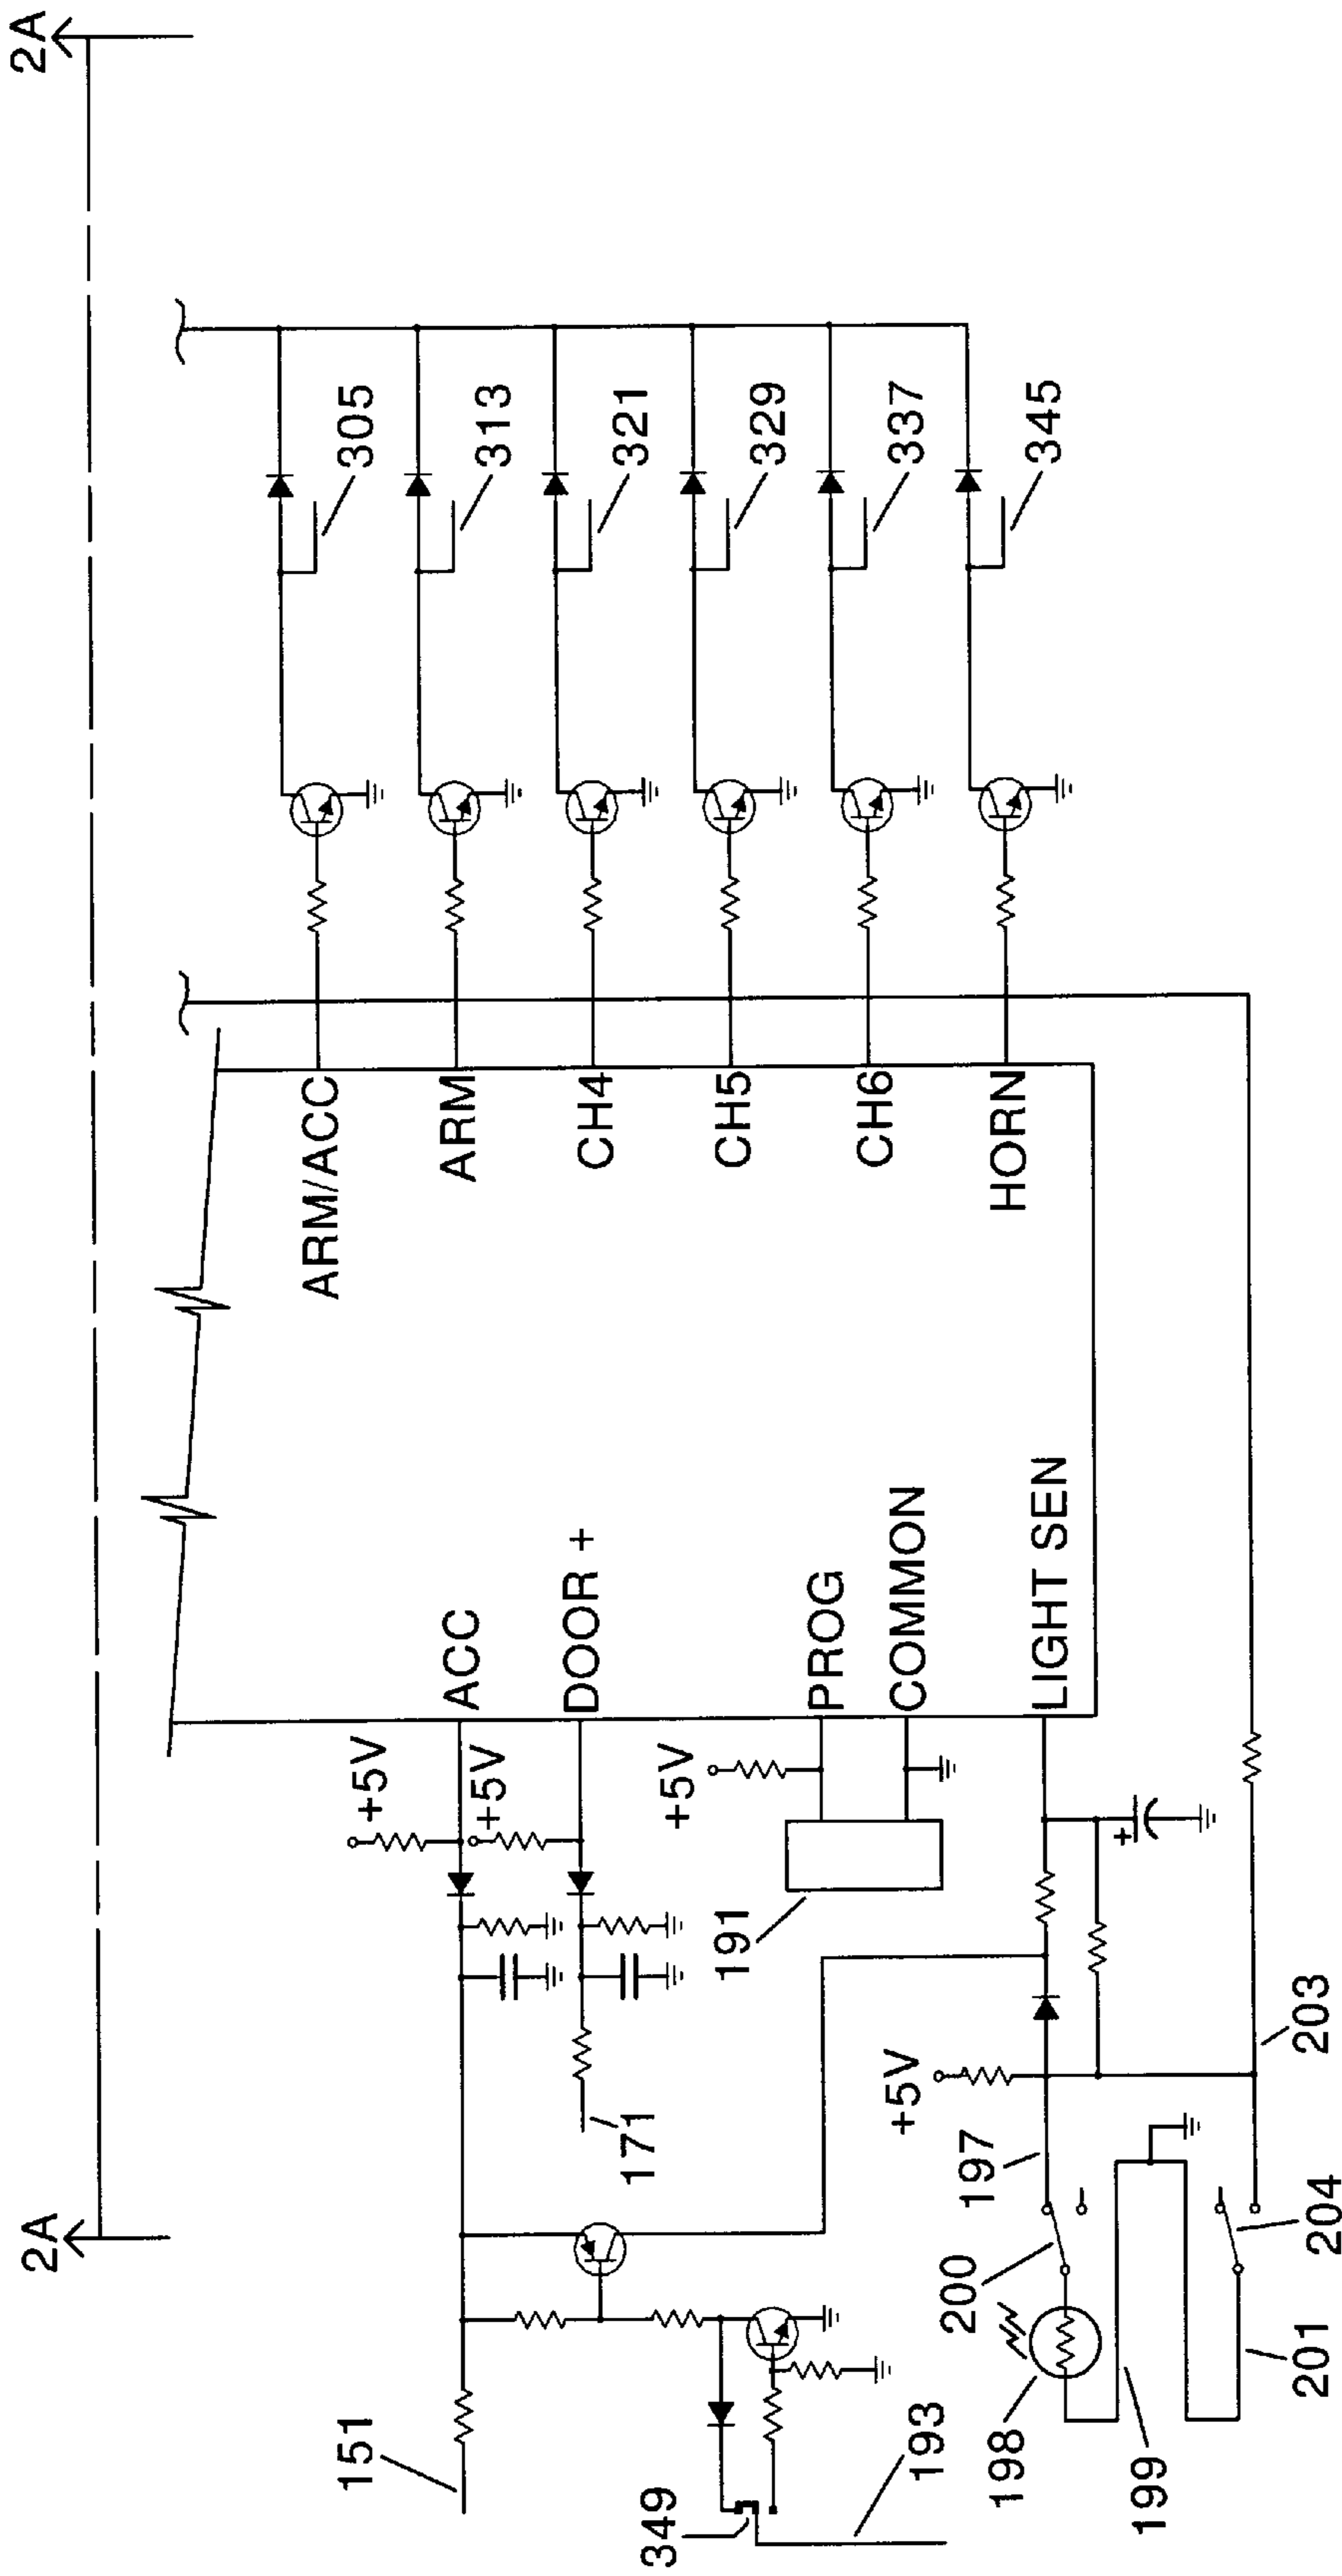 2A
2A
305
313
321
329
337
345
ARM/ACC
ARM
CH4
CH5
CH6
HORN
ACC
DOOR +
PROG
COMMON
LIGHT SEN
+5V
+5V
+5V
+
191
171
+5V
203
197
200
204
151
349
193
198
199
201